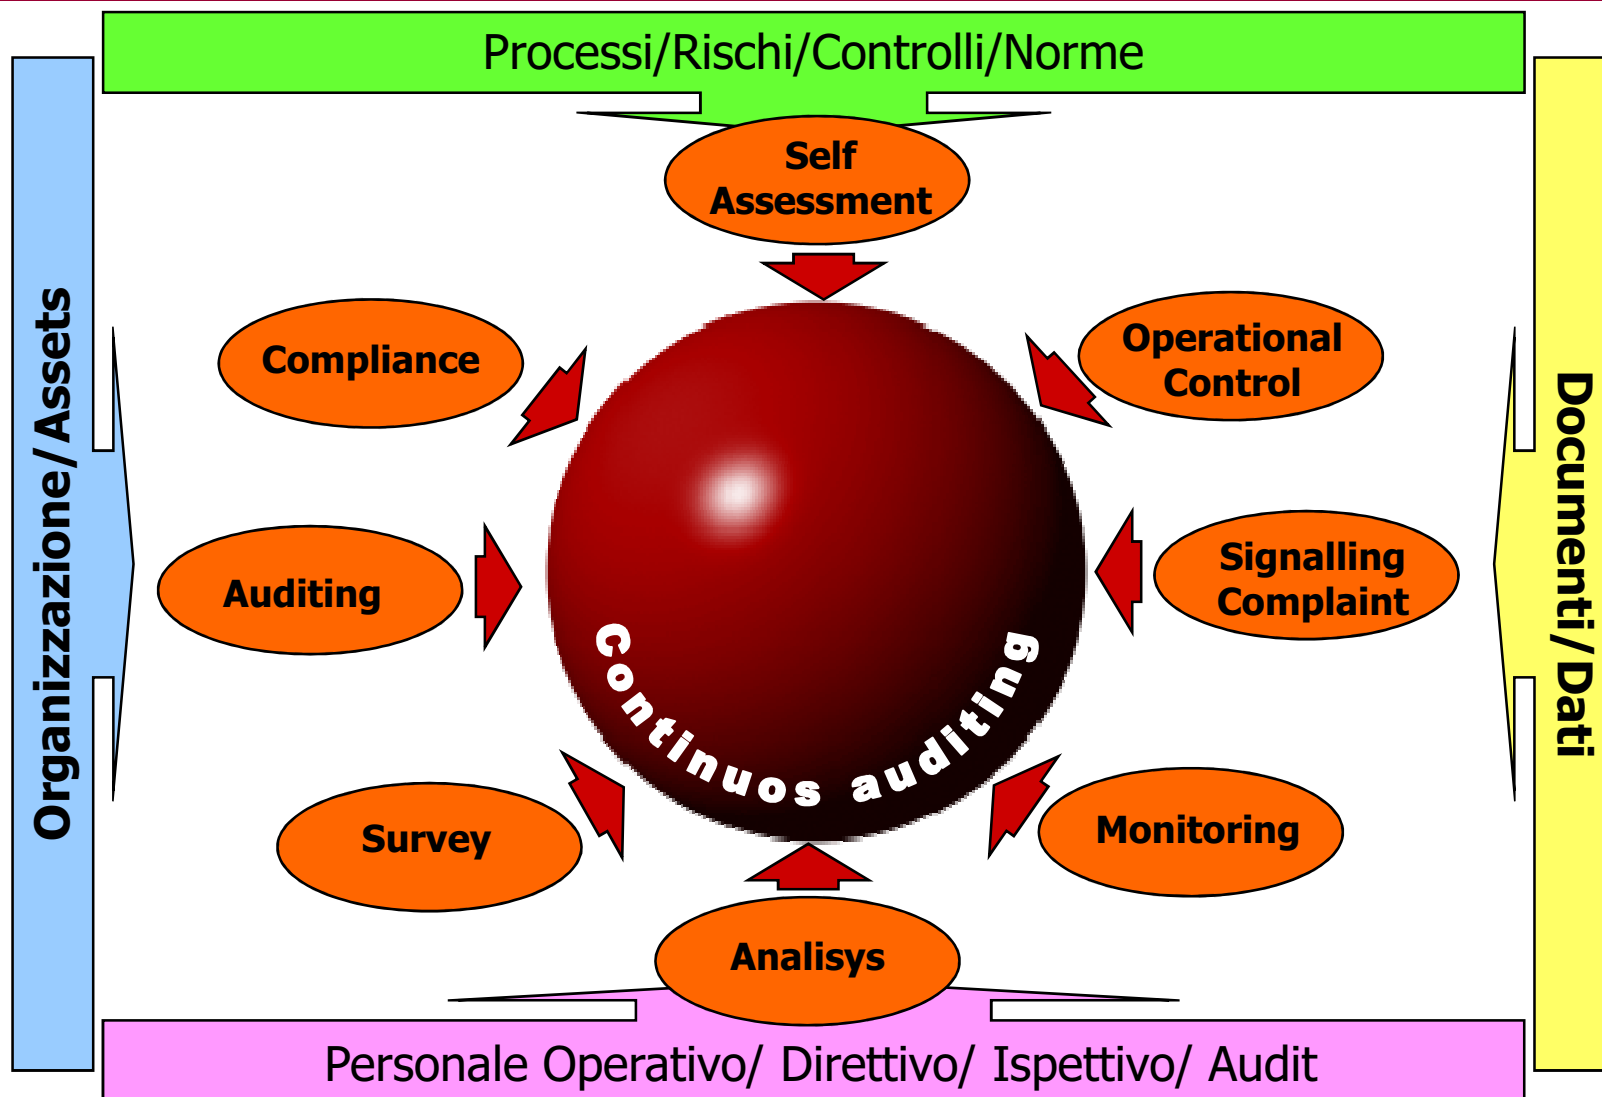 Processi/Rischi/Controlli/Norme
Self
Assessment
Compliance
Operational
Control
Organizzazione/Assets
Documenti/Dati
Auditing
Signalling
Complaint
Continuos auditing
Survey
Monitoring
Analisys
Personale Operativo/ Direttivo/ Ispettivo/ Audit